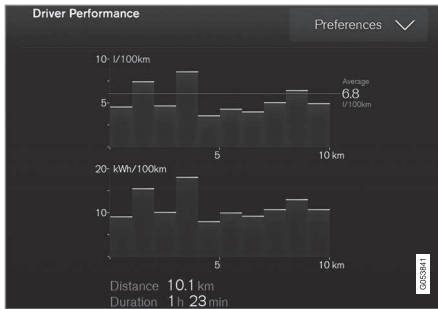 Driver Performance
Preferences
10 l/100km
Average
6.8
l/100km
5
5 10 km
20 kWh/100km
10
5 10 km
Distance 10.1 km
Duration 1 h 23 min
G053841